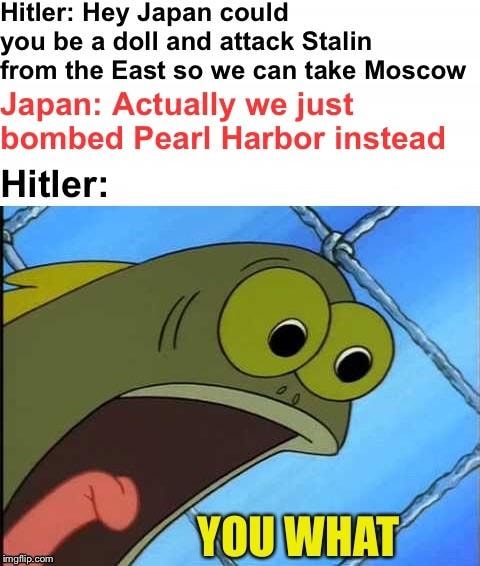 Hitler: Hey Japan could
you be a doll and attack Stalin
from the East so we can take Moscow
Japan: Actually we just
bombed Pearl Harbor instead
Hitler:
YOU WHAT
imgflip.com